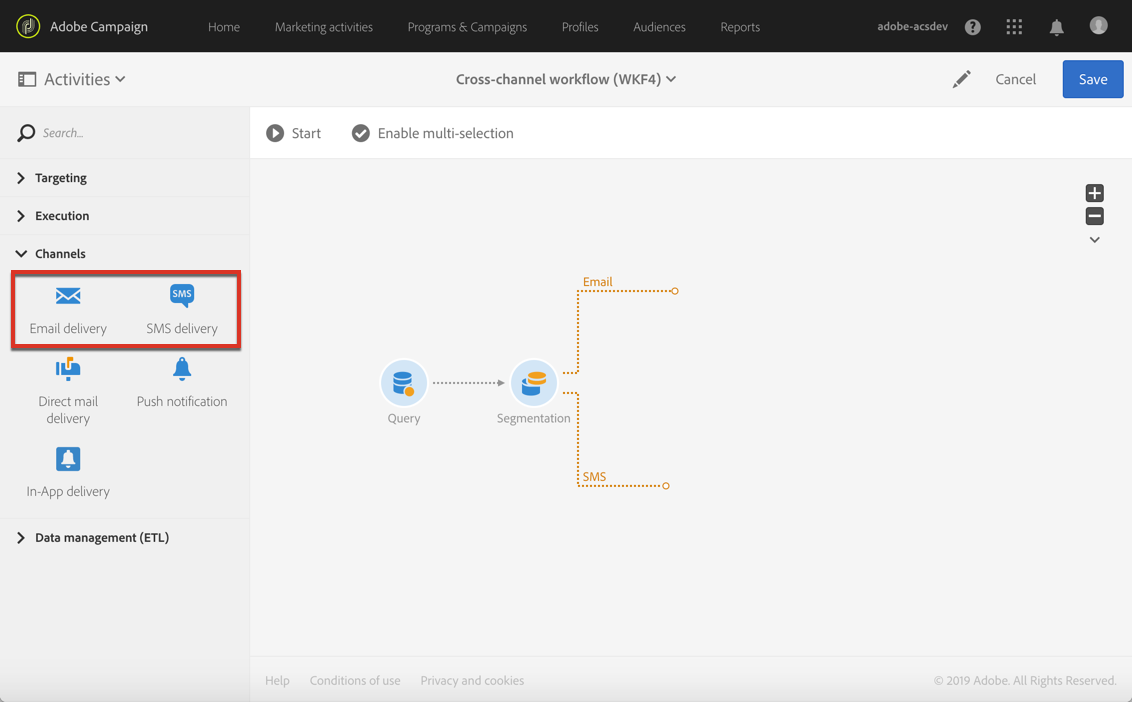 Adobe Campaign
Home
Marketing activities
Programs & Campaigns
Profiles
Audiences
Reports
adobe-acsdev
?
Activities
Cross-channel workflow (WKF4)
Cancel
Save
Search...
Start
Enable multi-selection
Targeting
Execution
Channels
SMS
Email delivery
SMS delivery
Direct mail
delivery
Push notification
In-App delivery
Data management (ETL)
Email
Query
Segmentation
SMS
Help
Conditions of use
Privacy and cookies
© 2019 Adobe. All Rights Reserved.